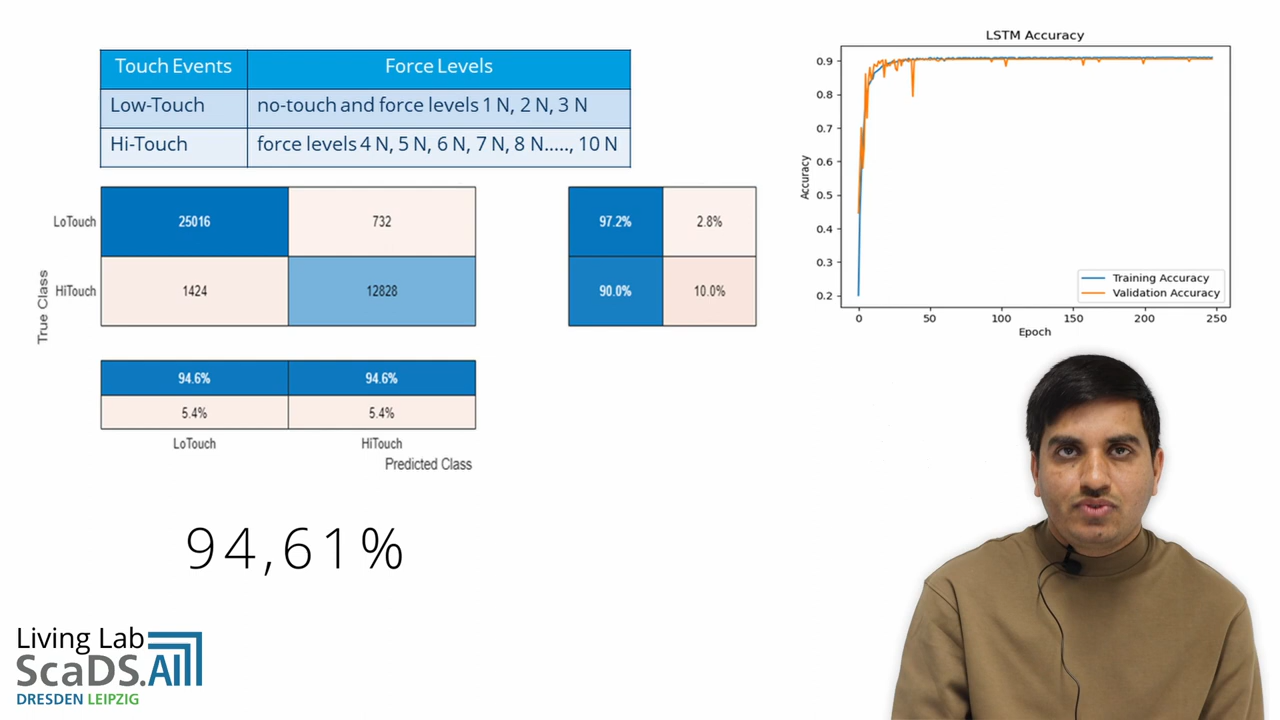 Touch Events Force Levels
Low-Touch no-touch and force levels 1 N, 2 N, 3 N
Hi-Touch force levels 4 N, 5 N, 6 N, 7 N, 8 N....., 10 N
LoTouch 25016 732 97.2% 2.8%
HiTouch 1424 12828 90.0% 10.0%
True Class
94.6% 94.6%
5.4% 5.4%
LoTouch HiTouch
Predicted Class
LSTM Accuracy
0.9
0.8
0.7
0.6
0.5
0.4
0.3
0.2
Accuracy
Training Accuracy
Validation Accuracy
0 50 100 150 200 250
Epoch
94,61%
Living Lab
ScaDS.AI
DRESDEN LEIPZIG